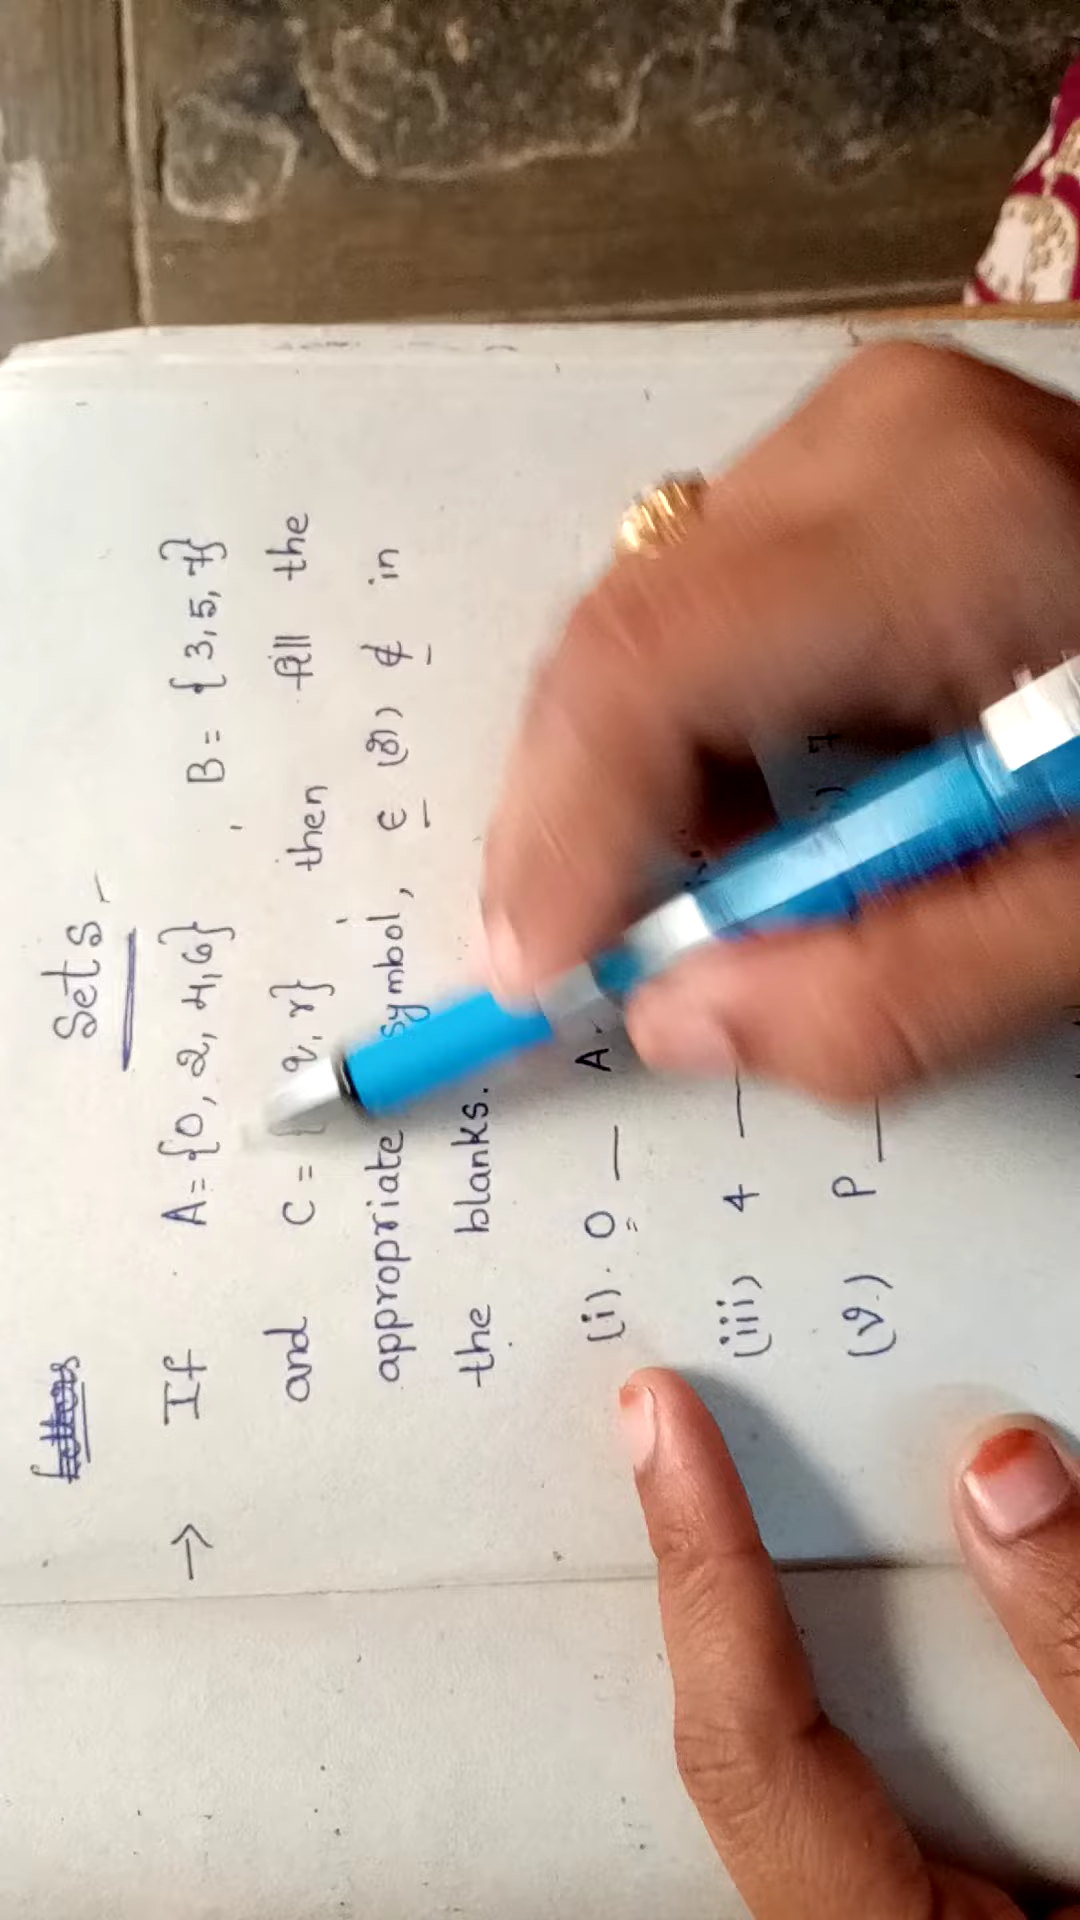 Sets
→ If A = {0, 2, 4, 6}, B = {3, 5, 7}
and C = { q, r} then fill the
appropriate symbol, ∈ (or) ∉ in
the blanks.
(i). 0 — A
(iii) 4 —
(v.) P — 7